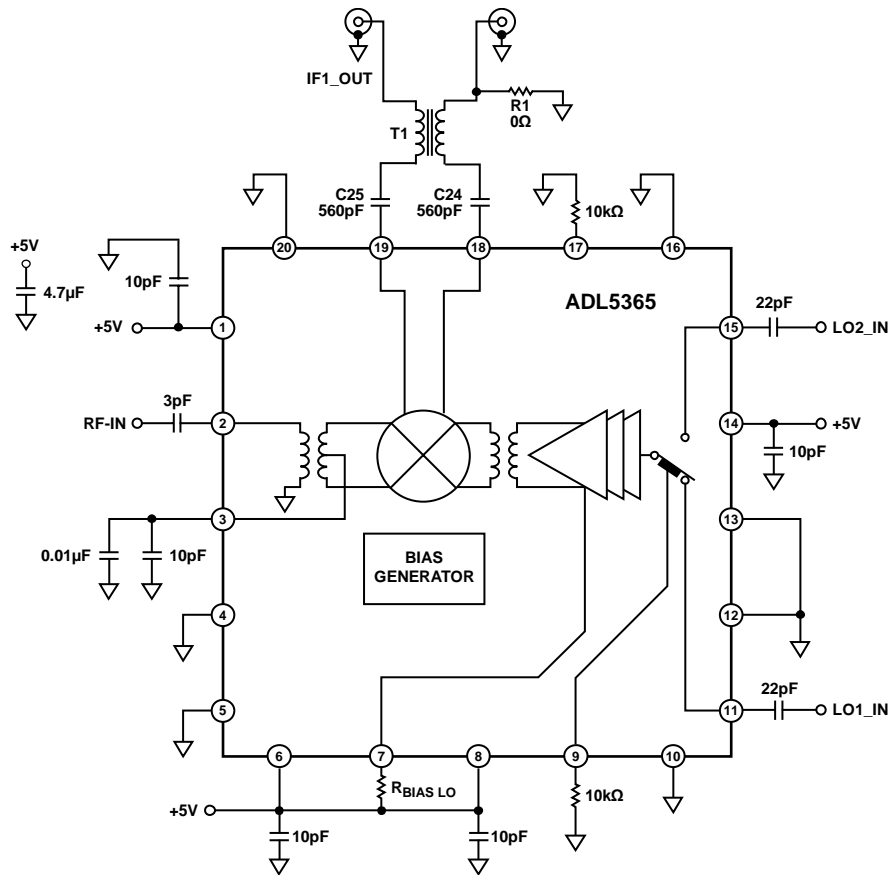 IF1_OUT
R1
0Ω
T1
C25
560pF
C24
560pF
10kΩ
+5V
4.7µF
10pF
20
19
18
17
16
ADL5365
22pF
+5V
1
15
LO2_IN
3pF
RF-IN
2
14
+5V
10pF
3
13
0.01µF
10pF
BIAS
GENERATOR
4
12
5
22pF
11
LO1_IN
6
7
8
9
10
+5V
RBIAS LO
10kΩ
10pF
10pF
09